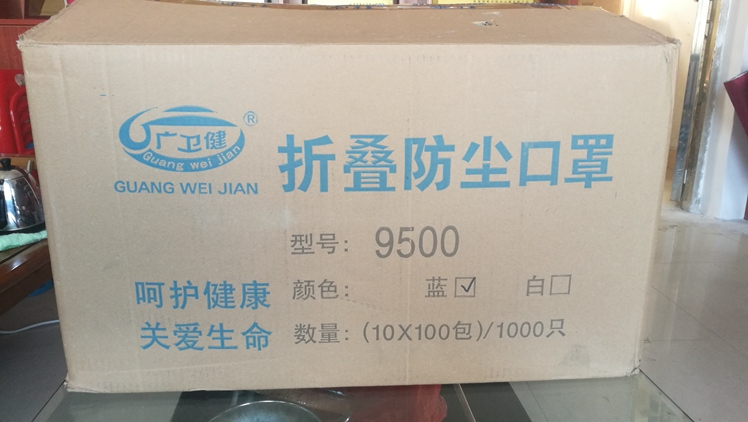 广卫健
Guang wei jian
®
GUANG WEI JIAN
折叠防尘口罩
型号：9500
呵护健康
颜色： 蓝☑ 白☐
关爱生命
数量：(10X100包)/1000只